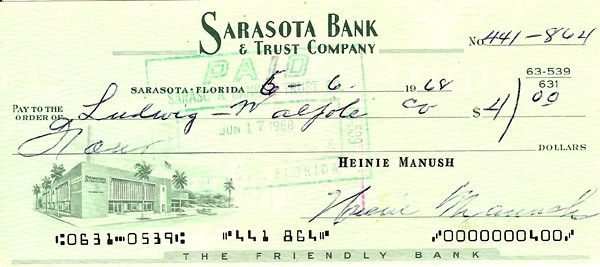 SARASOTA BANK
& TRUST COMPANY
No. 441-864
PAID
SARASOTA • FLORIDA 6 6 1968
63-539
631
PAY TO THE
ORDER OF Ludwig-Walpole Co $ 4/00
JUN 17 1968
Four DOLLARS
FLORIDA
HEINIE MANUSH
Heinie Manush
0631 0539 441 864 0000000400
THE FRIENDLY BANK